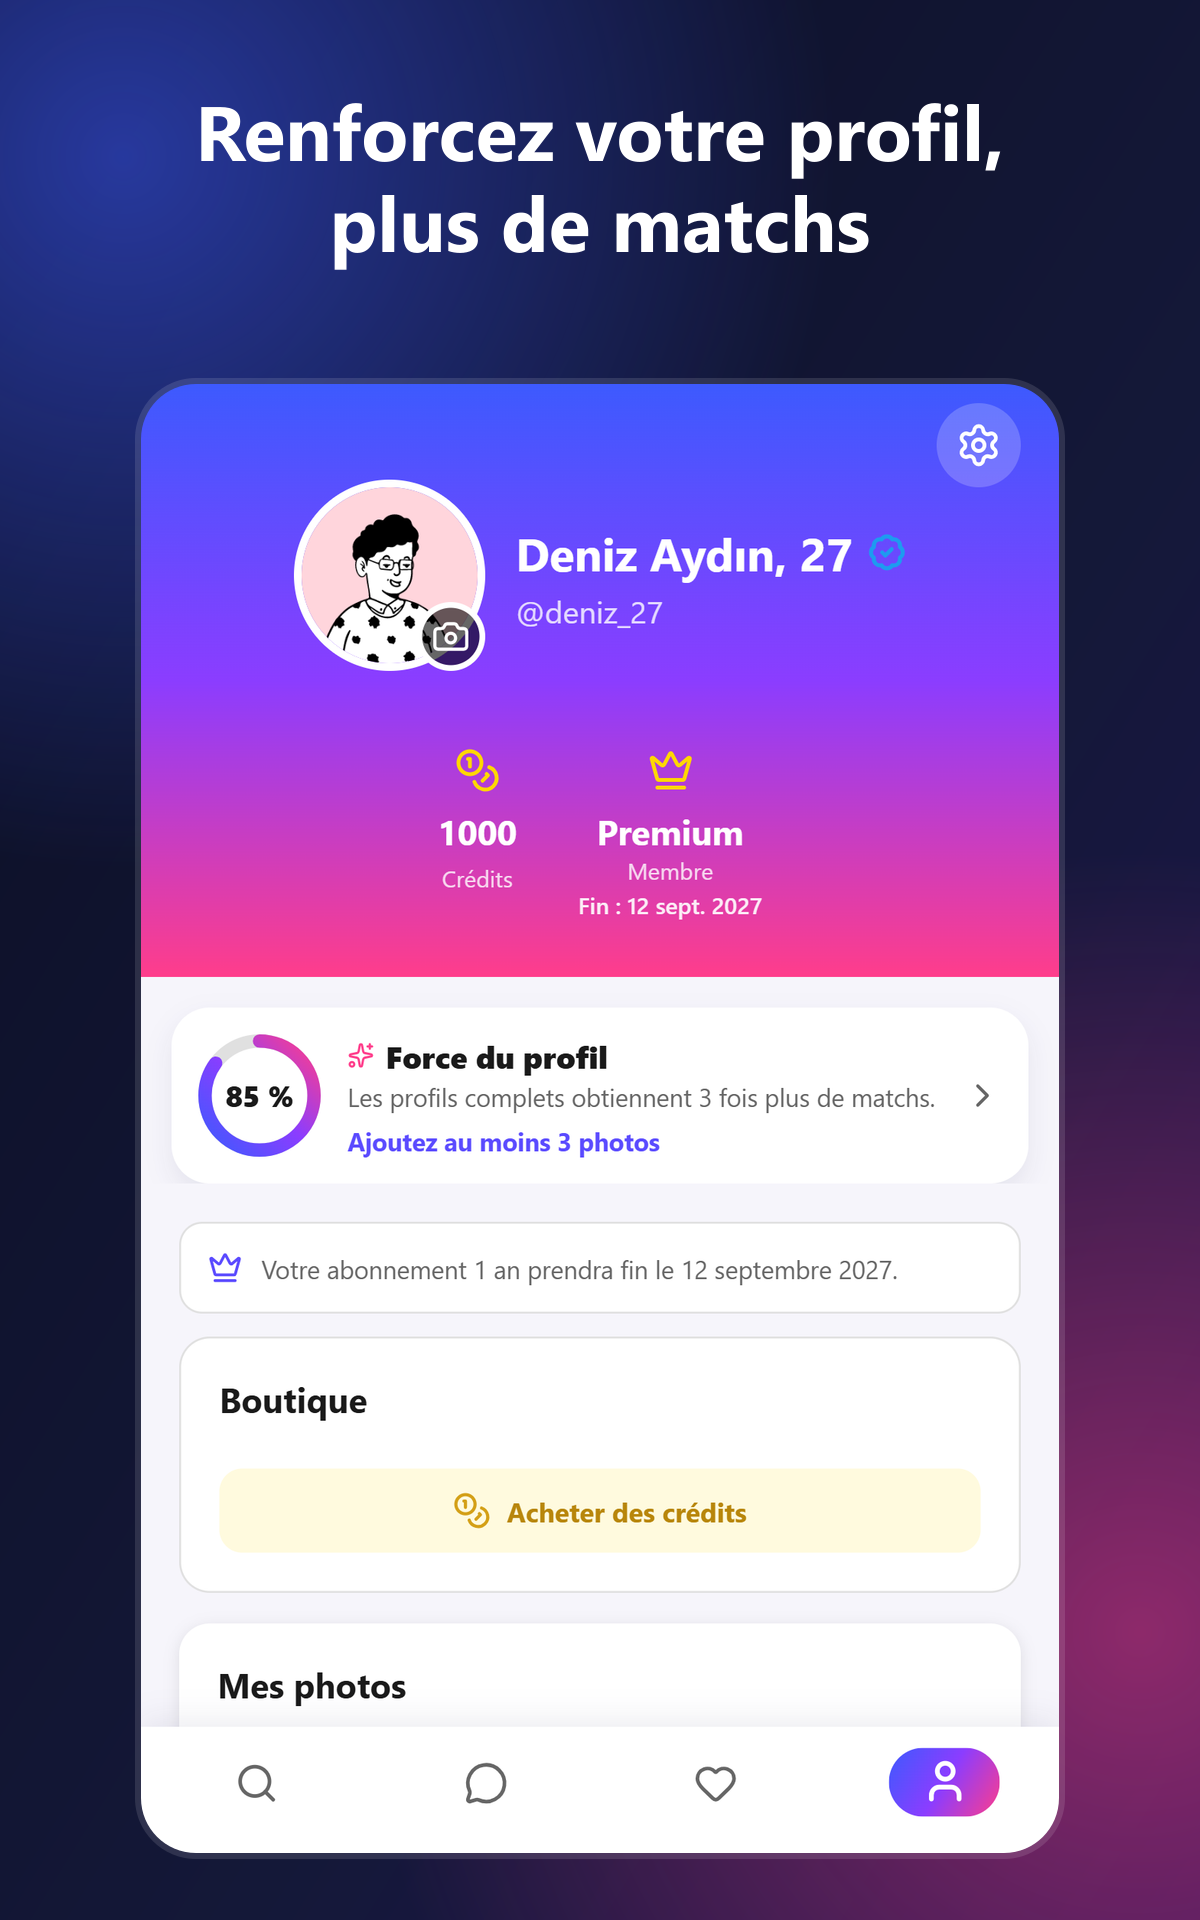 Renforcez votre profil,
plus de matchs
Deniz Aydın, 27
@deniz_27
1000
Crédits
Premium
Membre
Fin : 12 sept. 2027
85 %
Force du profil
Les profils complets obtiennent 3 fois plus de matchs.
Ajoutez au moins 3 photos
Votre abonnement 1 an prendra fin le 12 septembre 2027.
Boutique
Acheter des crédits
Mes photos